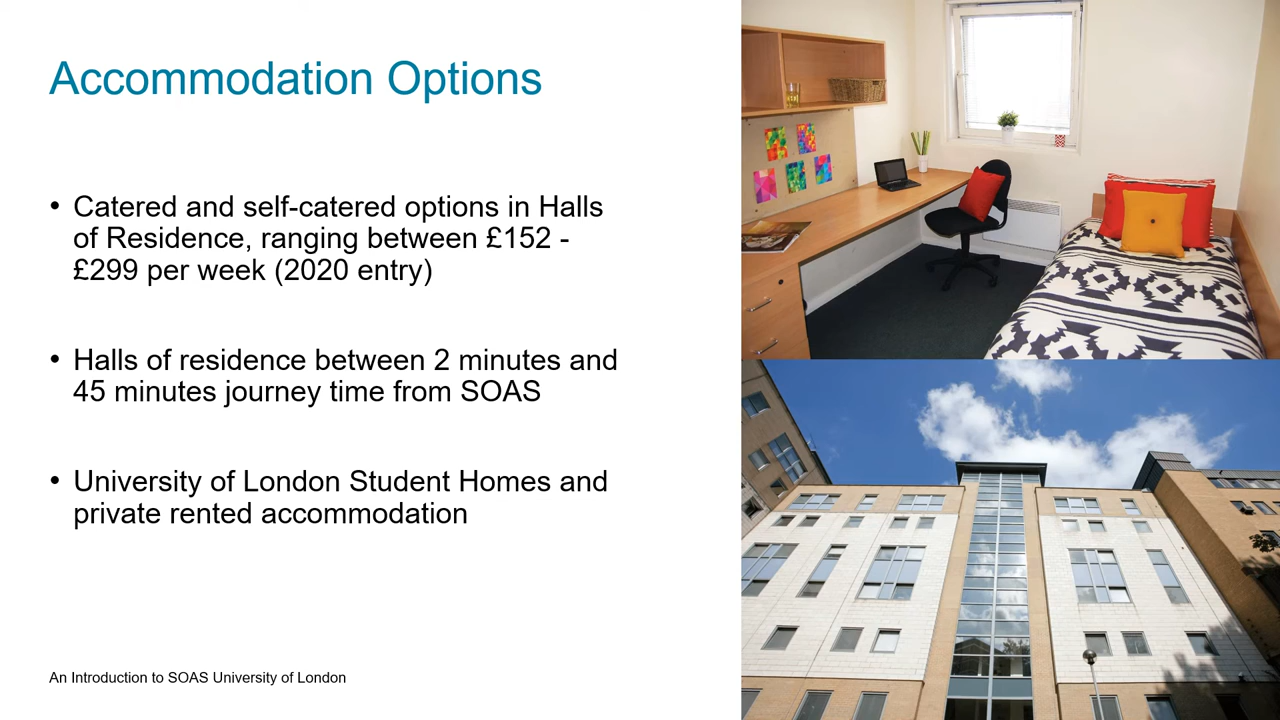 Accommodation Options
• Catered and self-catered options in Halls
of Residence, ranging between £152 -
£299 per week (2020 entry)
• Halls of residence between 2 minutes and
45 minutes journey time from SOAS
• University of London Student Homes and
private rented accommodation
An Introduction to SOAS University of London